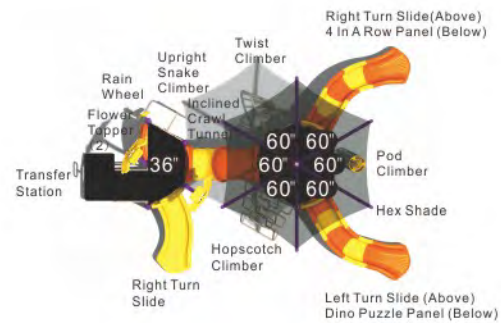 Right Turn Slide(Above)
4 In A Row Panel (Below)
Twist
Climber
Upright
Snake
Climber
Rain
Wheel
Inclined
Crawl
Tunnel
Flower
Topper
2)
Transfer
Station
36"
60" 60"
60" 60"
60" 60"
Pod
Climber
Hex Shade
Hopscotch
Climber
Right Turn
Slide
Left Turn Slide (Above)
Dino Puzzle Panel (Below)